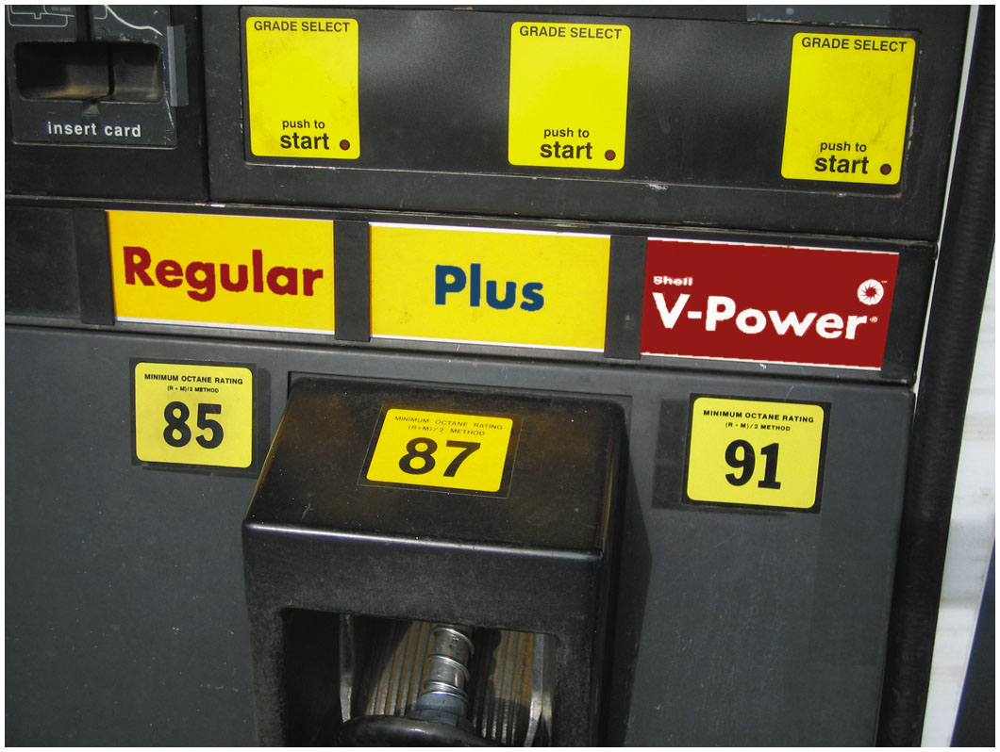 GRADE SELECT
push to
start
GRADE SELECT
push to
start
GRADE SELECT
push to
start
insert card
Regular
Plus
Shell
V-Power
MINIMUM OCTANE RATING
(R + M)/2 METHOD
85
MINIMUM OCTANE RATING
(R+M)/2 METHOD
87
MINIMUM OCTANE RATING
(R + M)/2 METHOD
91